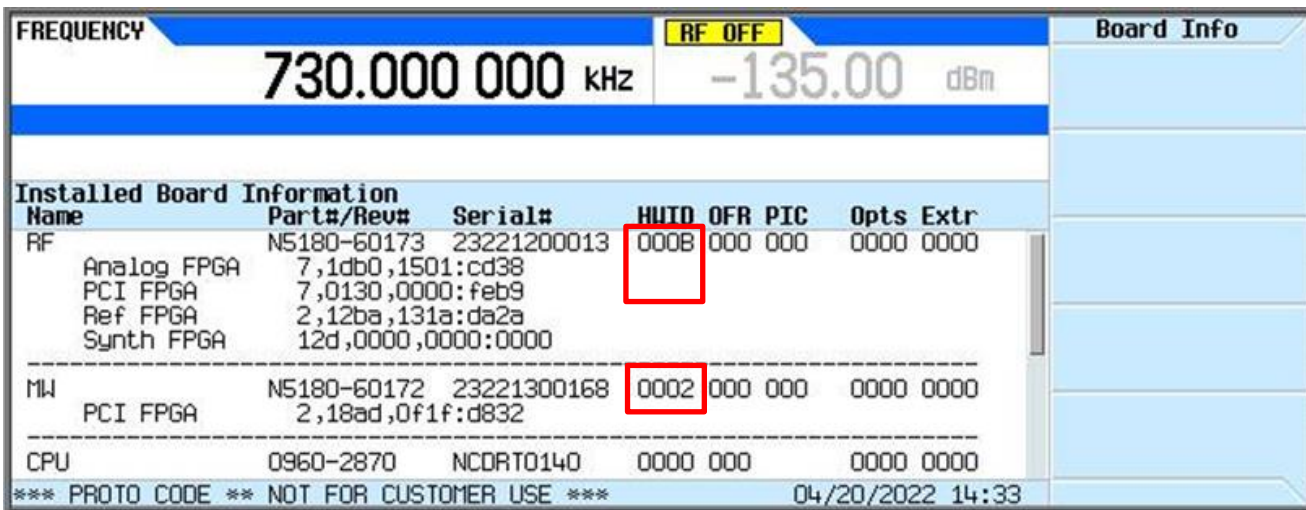 FREQUENCY RF OFF Board Info
730.000 000 kHz -135.00 dBm
Installed Board Information
Name Part#/Rev# Serial# HWID OFR PIC Opts Extr
RF N5180-60173 23221200013 000B 000 000 0000 0000
Analog FPGA 7,1db0,1501:cd38
PCI FPGA 7,0130,0000:feb9
Ref FPGA 2,12ba,131a:da2a
Synth FPGA 12d,0000,0000:0000
MW N5180-60172 23221300168 0002 000 000 0000 0000
PCI FPGA 2,18ad,0f1f:d832
CPU 0960-2870 NCDRT0140 0000 000 0000 0000
*** PROTO CODE ** NOT FOR CUSTOMER USE *** 04/20/2022 14:33